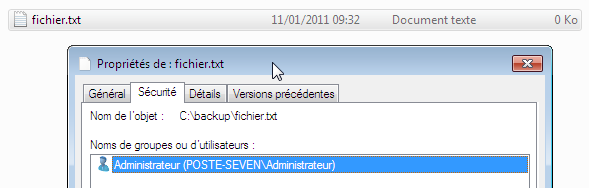 fichier.txt 11/01/2011 09:32 Document texte 0 Ko
Propriétés de : fichier.txt
Général Sécurité Détails Versions précédentes
Nom de l'objet : C:\backup\fichier.txt
Noms de groupes ou d'utilisateurs :
Administrateur (POSTE-SEVEN\Administrateur)